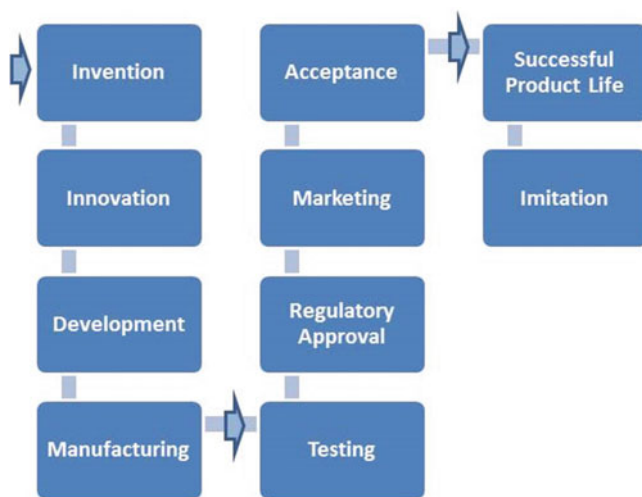 Invention
Innovation
Development
Manufacturing
Testing
Regulatory
Approval
Marketing
Acceptance
Successful
Product Life
Imitation